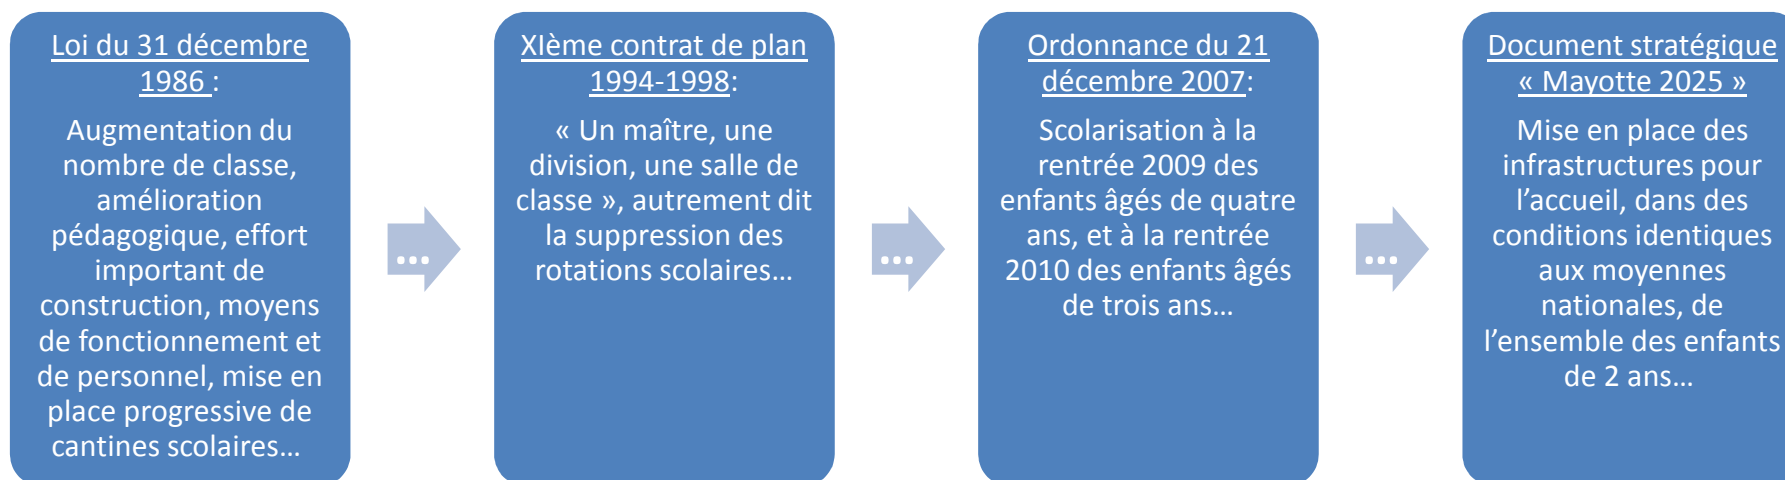 Loi du 31 décembre
1986 :
Augmentation du
nombre de classe,
amélioration
pédagogique, effort
important de
construction, moyens
de fonctionnement et
de personnel, mise en
place progressive de
cantines scolaires…
...
XIème contrat de plan
1994-1998:
« Un maître, une
division, une salle de
classe », autrement dit
la suppression des
rotations scolaires…
...
Ordonnance du 21
décembre 2007:
Scolarisation à la
rentrée 2009 des
enfants âgés de quatre
ans, et à la rentrée
2010 des enfants âgés
de trois ans…
...
Document stratégique
« Mayotte 2025 »
Mise en place des
infrastructures pour
l’accueil, dans des
conditions identiques
aux moyennes
nationales, de
l’ensemble des enfants
de 2 ans…